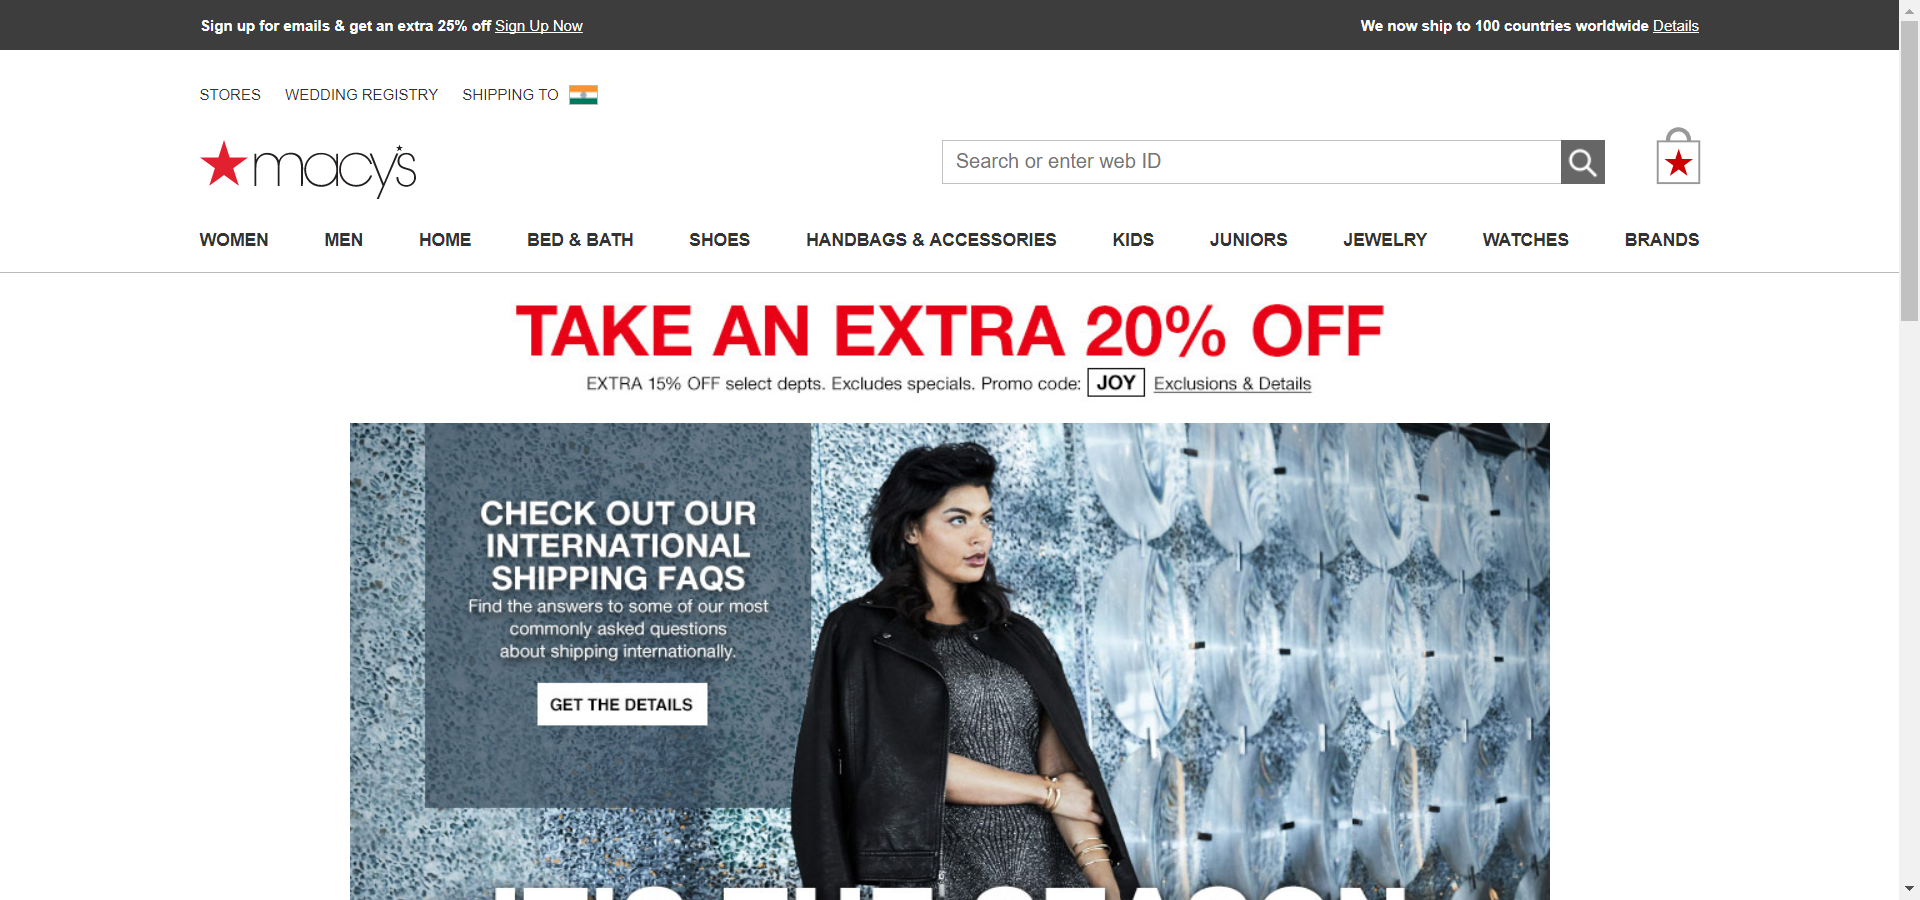 Sign up for emails & get an extra 25% off Sign Up Now
We now ship to 100 countries worldwide Details
STORES WEDDING REGISTRY SHIPPING TO
macy's
Search or enter web ID
WOMEN MEN HOME BED & BATH SHOES HANDBAGS & ACCESSORIES KIDS JUNIORS JEWELRY WATCHES BRANDS
TAKE AN EXTRA 20% OFF
EXTRA 15% OFF select depts. Excludes specials. Promo code: JOY Exclusions & Details
CHECK OUT OUR
INTERNATIONAL
SHIPPING FAQS
Find the answers to some of our most
commonly asked questions
about shipping internationally.
GET THE DETAILS
IT'S THE SEASON